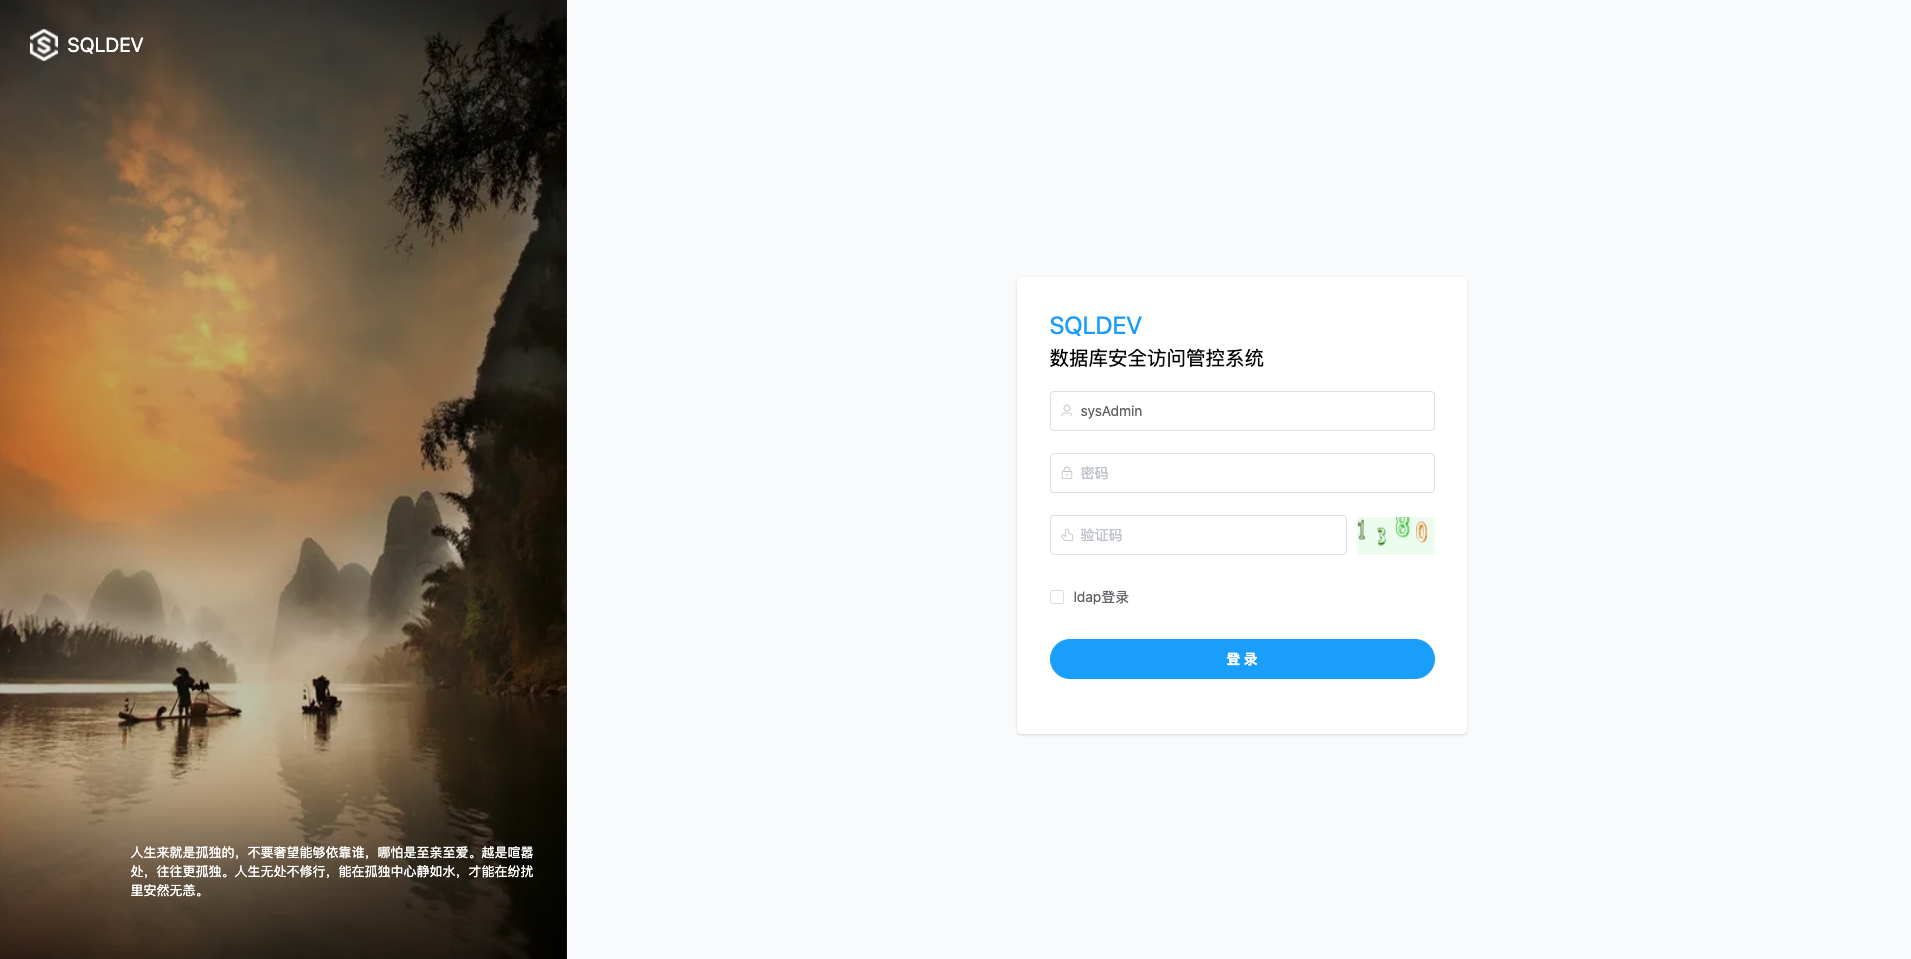 SQLDEV
人生来就是孤独的，不要奢望能够依靠谁，哪怕是至亲至爱。越是喧嚣
处，往往更孤独。人生无处不修行，能在孤独中心静如水，才能在纷扰
里安然无恙。
SQLDEV
数据库安全访问管控系统
sysAdmin
密码
验证码
1380
ldap登录
登 录